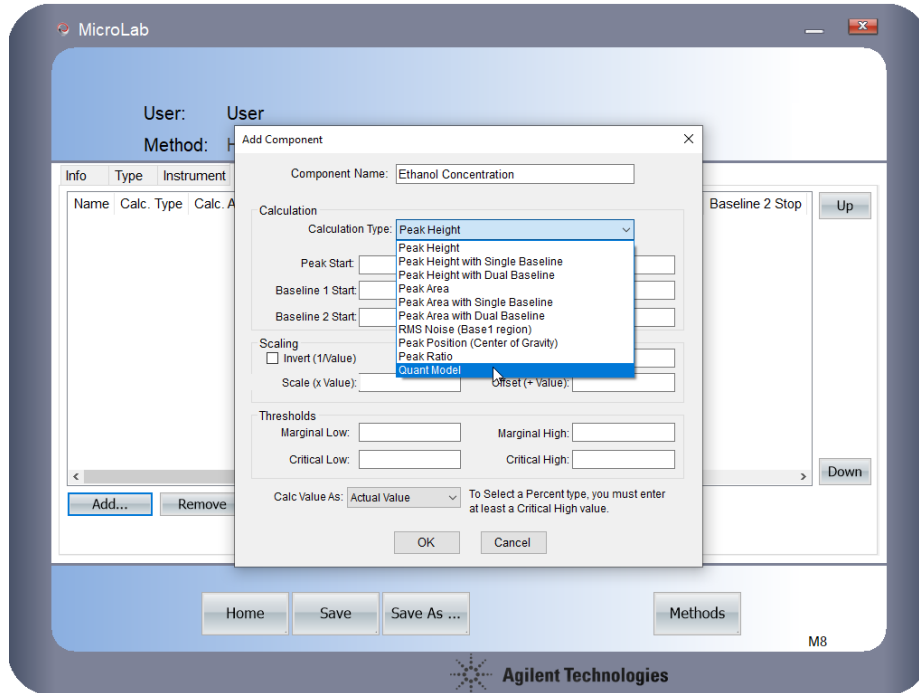 MicroLab
User: User
Method: H
Add Component
Info Type Instrument
Component Name: Ethanol Concentration
Name Calc. Type Calc. A
Baseline 2 Stop
Up
Calculation
Calculation Type: Peak Height
Peak Height
Peak Height with Single Baseline
Peak Height with Dual Baseline
Peak Area
Peak Area with Single Baseline
Peak Area with Dual Baseline
RMS Noise (Base1 region)
Peak Position (Center of Gravity)
Peak Ratio
Quant Model
Peak Start:
Baseline 1 Start:
Baseline 2 Start:
Scaling
Invert (1/Value)
Scale (x Value): Offset (+ Value):
Thresholds
Marginal Low: Marginal High:
Critical Low: Critical High:
Down
Calc Value As: Actual Value
To Select a Percent type, you must enter
at least a Critical High value.
Add... Remove
OK Cancel
Home Save Save As ... Methods
M8
Agilent Technologies